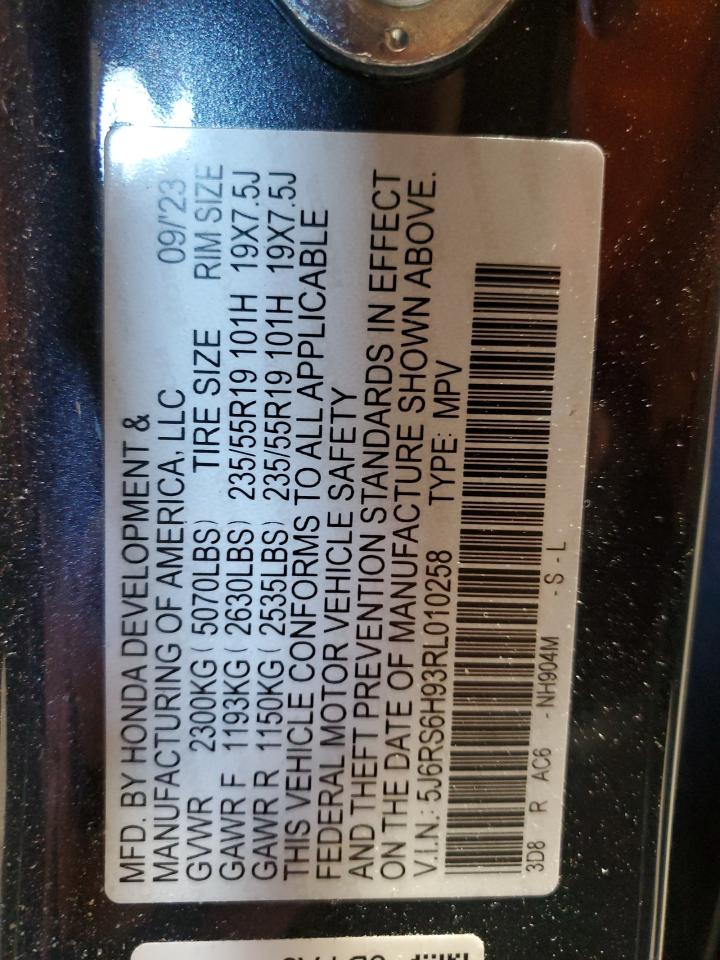 MFD. BY HONDA DEVELOPMENT &
MANUFACTURING OF AMERICA, LLC 09/'23
GVWR 2300KG ( 5070LBS) TIRE SIZE RIM SIZE
GAWR F 1193KG ( 2630LBS) 235/55R19 101H 19X7.5J
GAWR R 1150KG ( 2535LBS) 235/55R19 101H 19X7.5J
THIS VEHICLE CONFORMS TO ALL APPLICABLE
FEDERAL MOTOR VEHICLE SAFETY
AND THEFT PREVENTION STANDARDS IN EFFECT
ON THE DATE OF MANUFACTURE SHOWN ABOVE.
V.I.N.: 5J6RS6H93RL010258 TYPE: MPV
3D8 R AC6 -NH904M -S-L